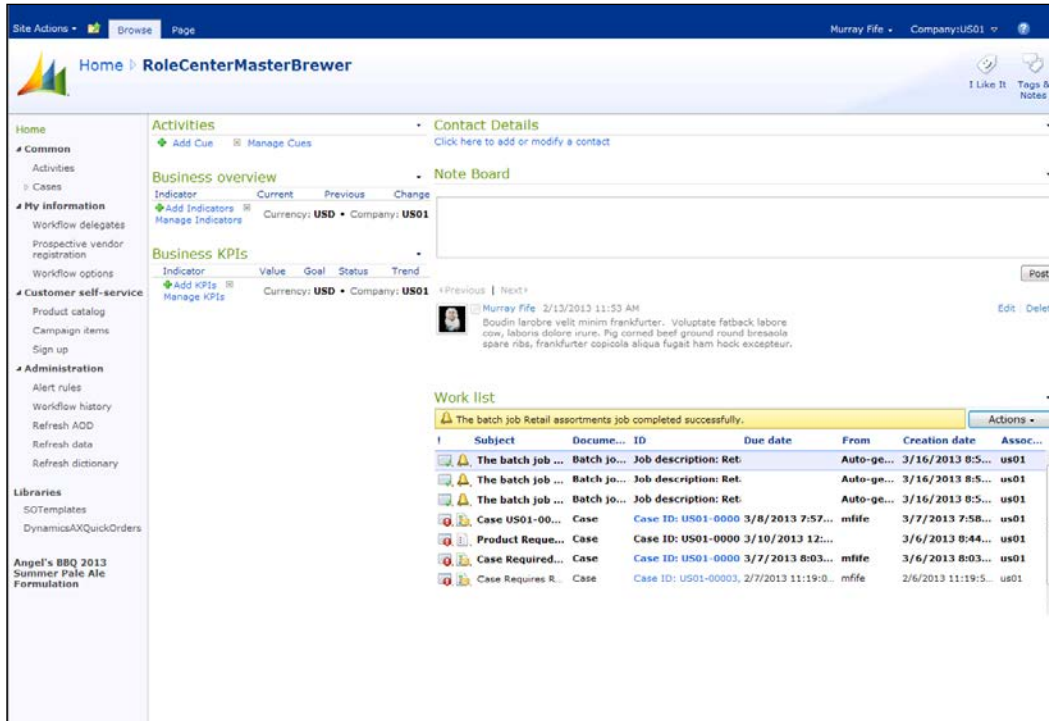 Site Actions
Browse
Page
Murray Fife
Company:US01
Home
RoleCenterMasterBrewer
I Like It
Tags &
Notes
Home
Common
Activities
Cases
My information
Workflow delegates
Prospective vendor
registration
Workflow options
Customer self-service
Product catalog
Campaign items
Sign up
Administration
Alert rules
Workflow history
Refresh AOD
Refresh data
Refresh dictionary
Libraries
SOTemplates
DynamicsAXQuickOrders
Angel's BBQ 2013
Summer Pale Ale
Formulation
Activities
Add Cue Manage Cues
Business overview
Indicator Current Previous Change
Add Indicators
Manage Indicators
Currency: USD • Company: US01
Business KPIs
Indicator Value Goal Status Trend
Add KPIs
Manage KPIs
Currency: USD • Company: US01
Contact Details
Click here to add or modify a contact
Note Board
Post
‹Previous | Next›
Murray Fife 2/13/2013 11:53 AM
Edit | Delet
Boudin larobre velit minim frankfurter. Voluptate fatback labore
cow, laboris dolore irure. Pig corned beef ground round bresaola
spare ribs, frankfurter copicola aliqua fugait ham hock excepteur.
Work list
The batch job Retail assortments job completed successfully.
Actions
! Subject Docume... ID Due date From Creation date Assoc...
The batch job ... Batch jo... Job description: Ret Auto-ge... 3/16/2013 8:5... us01
The batch job ... Batch jo... Job description: Ret Auto-ge... 3/16/2013 8:5... us01
The batch job ... Batch jo... Job description: Ret Auto-ge... 3/16/2013 8:5... us01
Case US01-00... Case Case ID: US01-0000 3/8/2013 7:57... mfife 3/7/2013 7:58... us01
Product Reque... Case Case ID: US01-0000 3/10/2013 12:... 3/6/2013 8:44... us01
Case Required... Case Case ID: US01-0000 3/7/2013 8:03... mfife 3/6/2013 8:03... us01
Case Requires R... Case Case ID: US01-00003, 2/7/2013 11:19:0... mfife 2/6/2013 11:19:5... us01